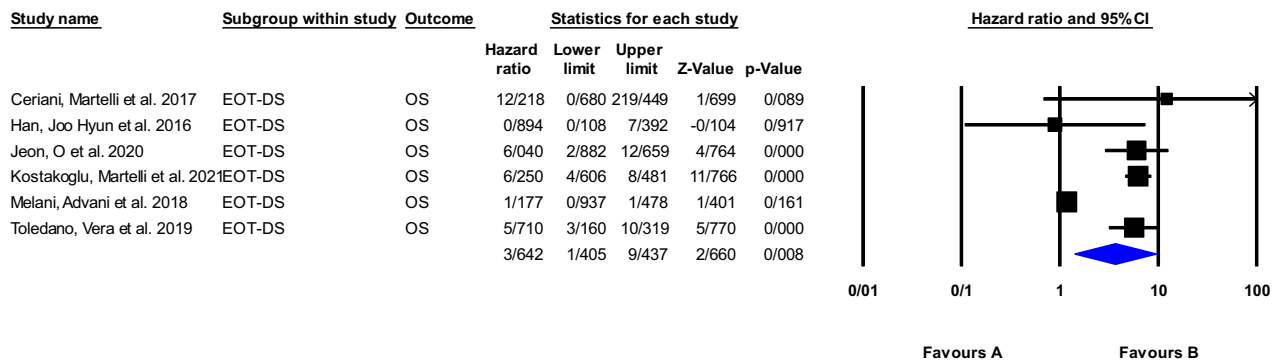 Study name Subgroup within study Outcome Statistics for each study Hazard ratio and 95%CI
Hazard ratio Lower limit Upper limit Z-Value p-Value
Ceriani, Martelli et al. 2017 EOT-DS OS 12/218 0/680 219/449 1/699 0/089
Han, Joo Hyun et al. 2016 EOT-DS OS 0/894 0/108 7/392 -0/104 0/917
Jeon, O et al. 2020 EOT-DS OS 6/040 2/882 12/659 4/764 0/000
Kostakoglu, Martelli et al. 2021 EOT-DS OS 6/250 4/606 8/481 11/766 0/000
Melani, Advani et al. 2018 EOT-DS OS 1/177 0/937 1/478 1/401 0/161
Toledano, Vera et al. 2019 EOT-DS OS 5/710 3/160 10/319 5/770 0/000
3/642 1/405 9/437 2/660 0/008
0/01 0/1 1 10 100
Favours A Favours B